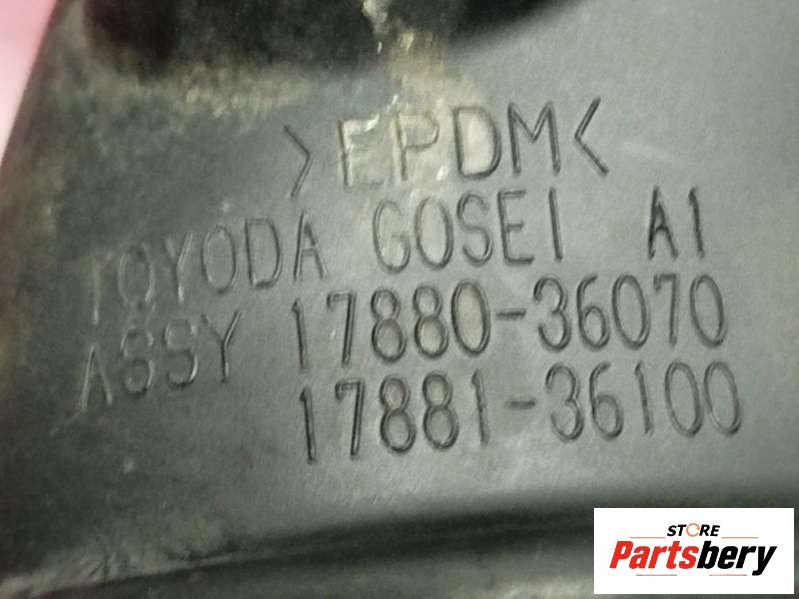 >EPDM<
TOYODA GOSEI A1
ASSY 17880-36070
17881-36100
STORE
Partsbery